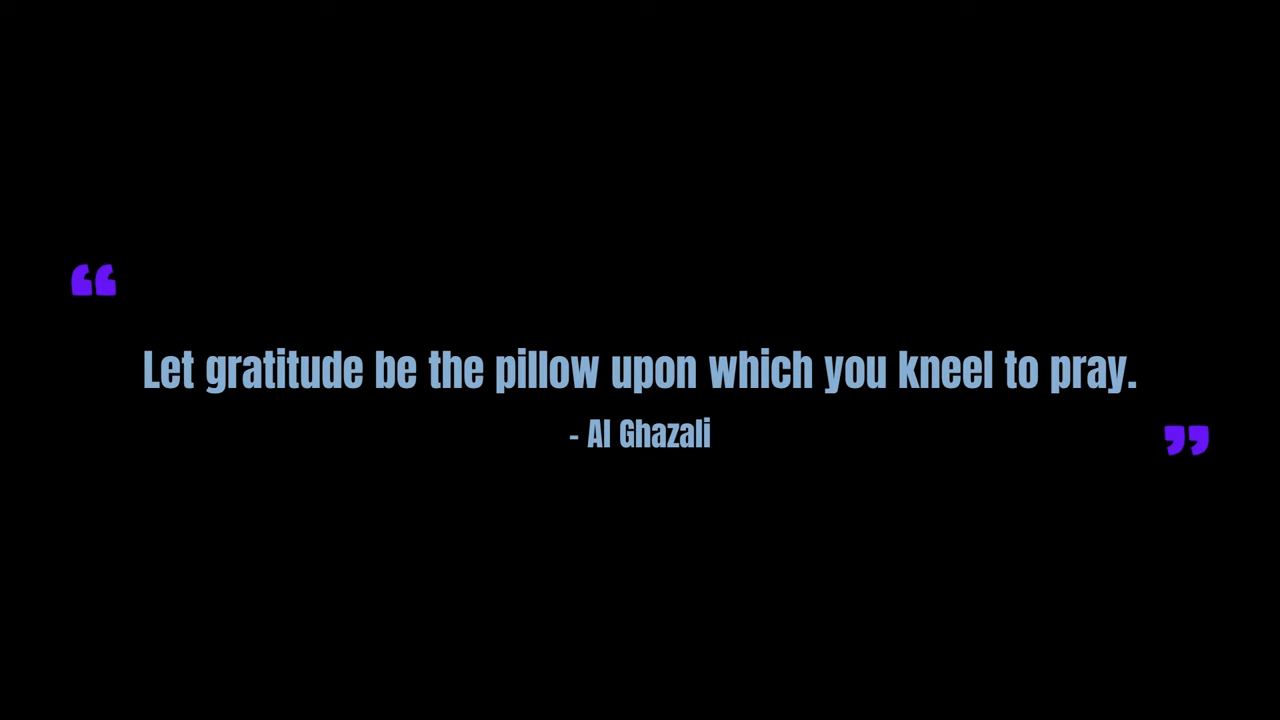 “
Let gratitude be the pillow upon which you kneel to pray.
- Al Ghazali
”